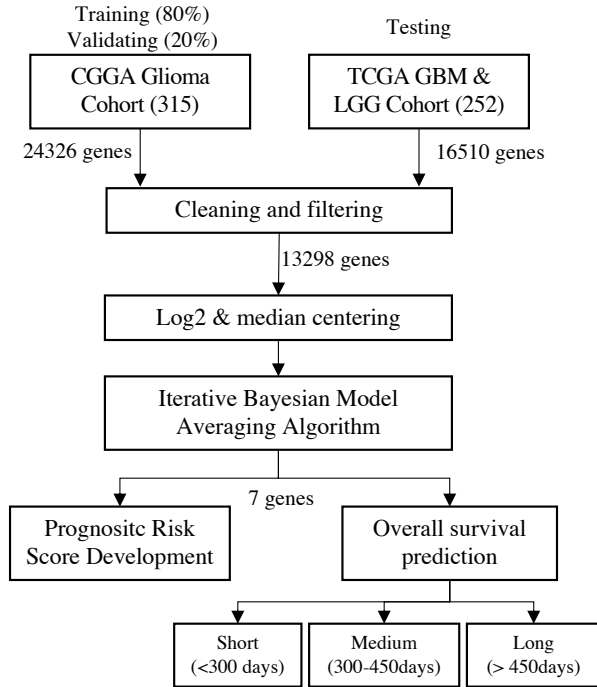 Training (80%)
Validating (20%)
Testing
CGGA Glioma
Cohort (315)
TCGA GBM &
LGG Cohort (252)
24326 genes
16510 genes
Cleaning and filtering
13298 genes
Log2 & median centering
Iterative Bayesian Model
Averaging Algorithm
7 genes
Prognositc Risk
Score Development
Overall survival
prediction
Short
(<300 days)
Medium
(300-450days)
Long
(> 450days)